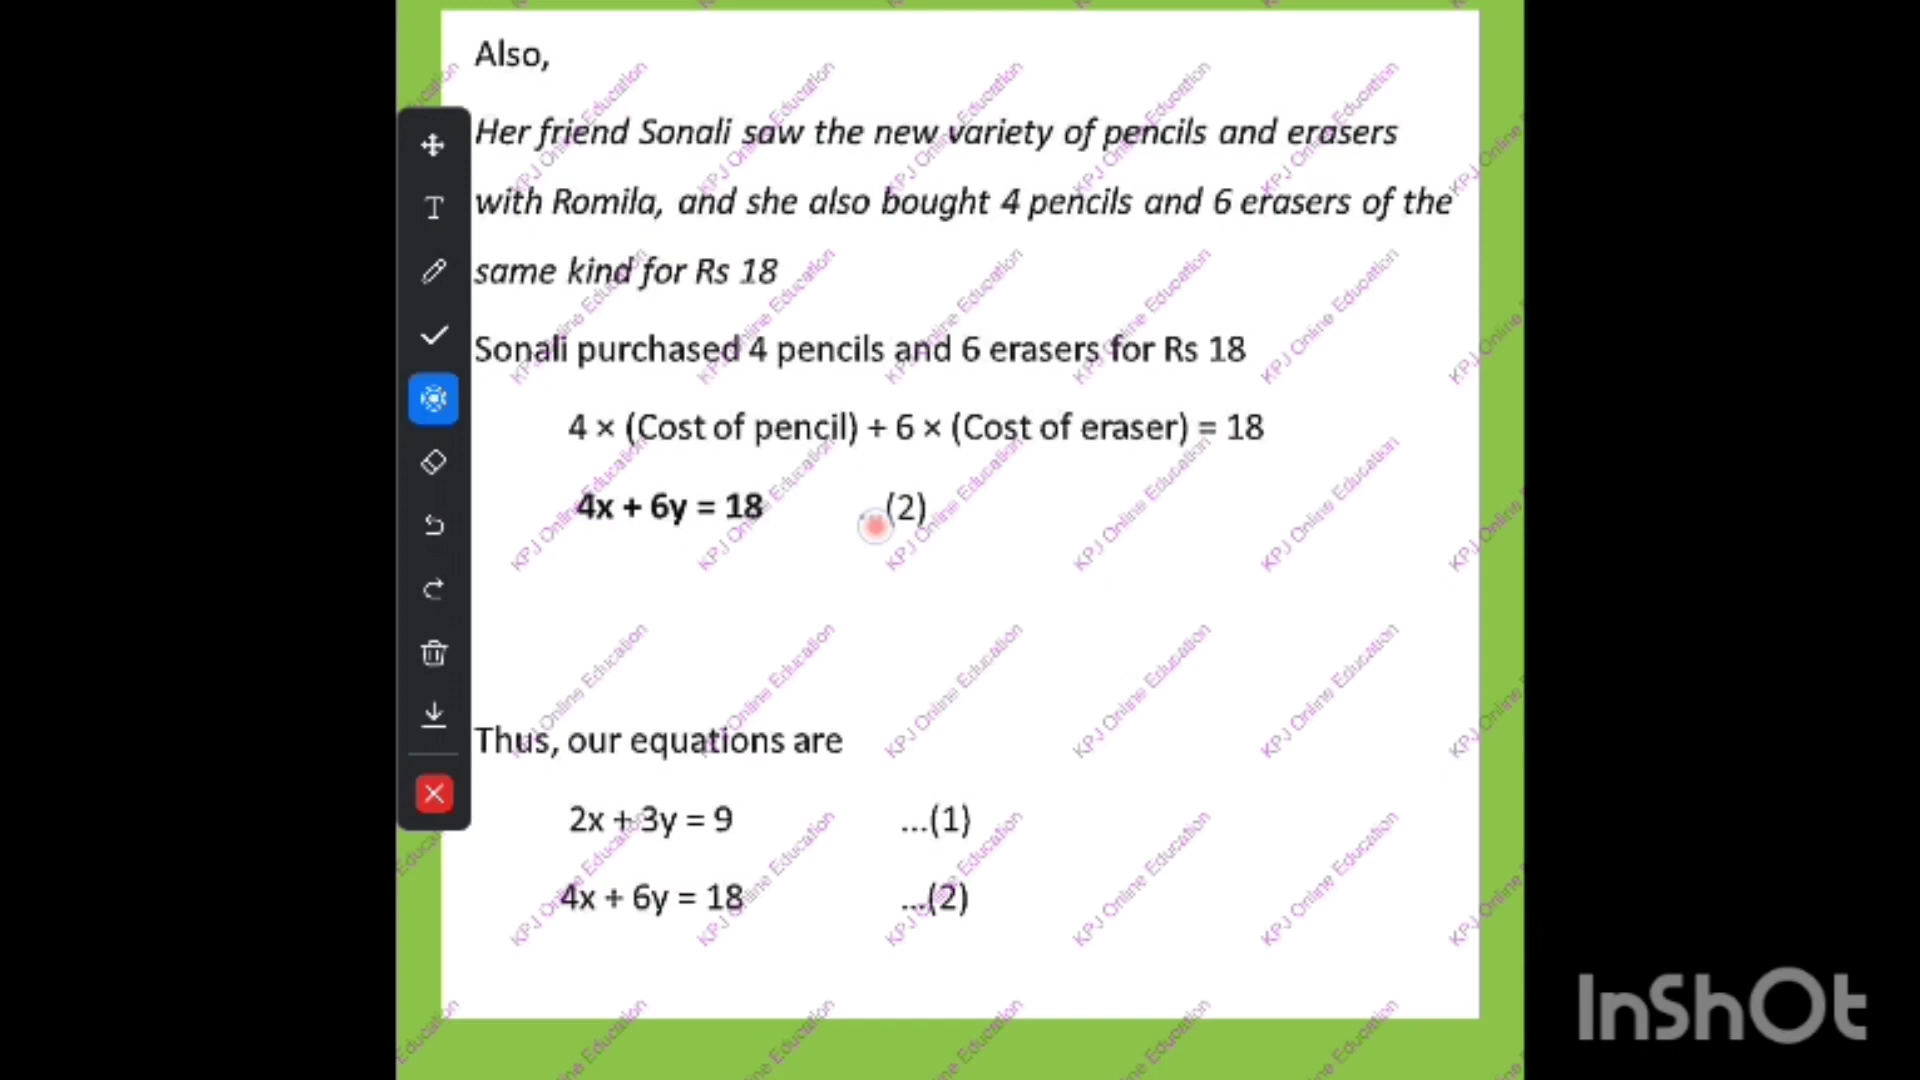 Also,
Her friend Sonali saw the new variety of pencils and erasers
with Romila, and she also bought 4 pencils and 6 erasers of the
same kind for Rs 18
Sonali purchased 4 pencils and 6 erasers for Rs 18
4 × (Cost of pencil) + 6 × (Cost of eraser) = 18
4x + 6y = 18 (2)
Thus, our equations are
2x + 3y = 9 ...(1)
4x + 6y = 18 ...(2)
KPJ Online Education
InShOt